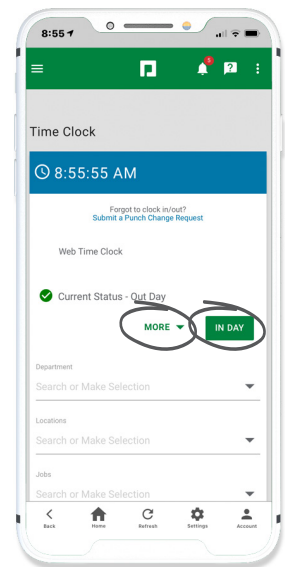 8:55
5
?
Time Clock
8:55:55 AM
Forgot to clock in/out?
Submit a Punch Change Request
Web Time Clock
Current Status - Out Day
MORE
IN DAY
Department
Search or Make Selection
Locations
Search or Make Selection
Jobs
Search or Make Selection
Back Home Refresh Settings Account